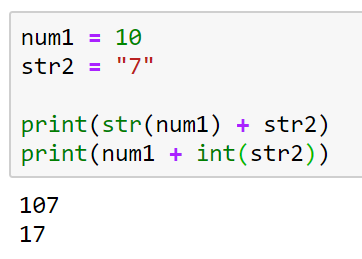 num1 = 10
str2 = "7"
print(str(num1) + str2)
print(num1 + int(str2))
107
17